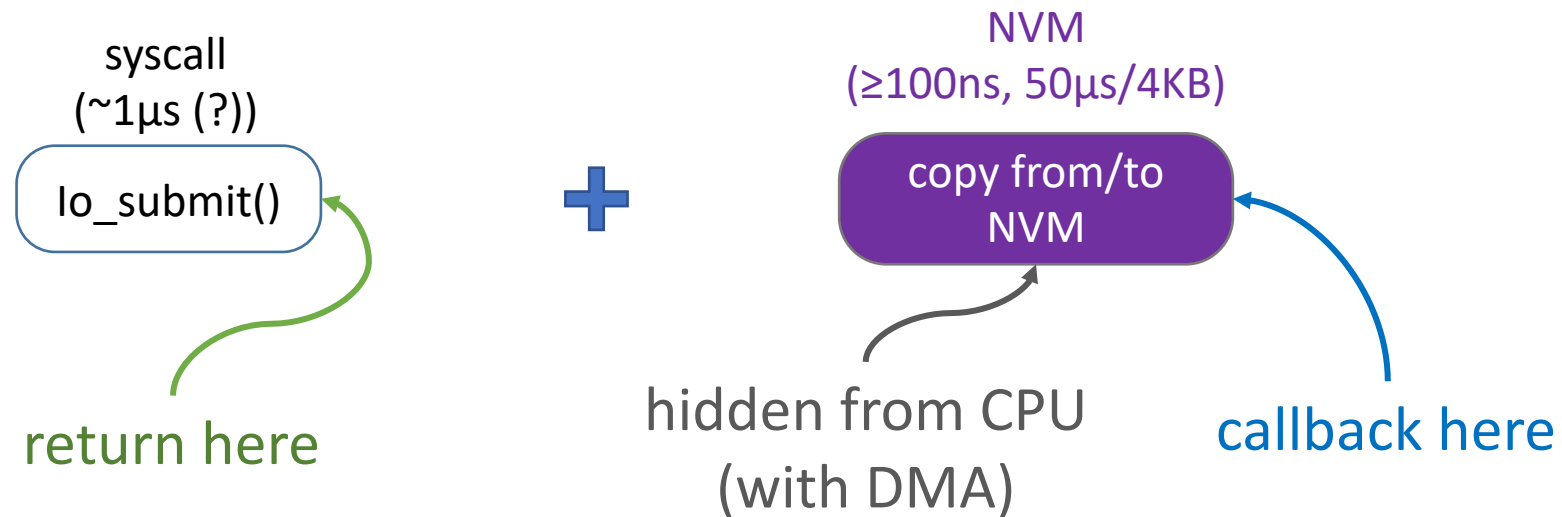 syscall
(~1µs (?))
Io_submit()
return here
NVM
(≥100ns, 50µs/4KB)
copy from/to
NVM
hidden from CPU
(with DMA)
callback here